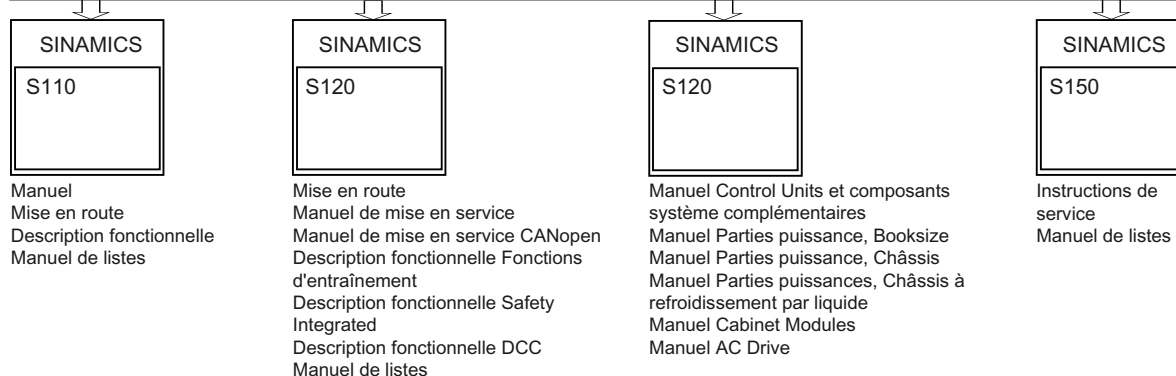 SINAMICS
S110
Manuel
Mise en route
Description fonctionnelle
Manuel de listes
SINAMICS
S120
Mise en route
Manuel de mise en service
Manuel de mise en service CANopen
Description fonctionnelle Fonctions
d'entraînement
Description fonctionnelle Safety
Integrated
Description fonctionnelle DCC
Manuel de listes
SINAMICS
S120
Manuel Control Units et composants
système complémentaires
Manuel Parties puissance, Booksize
Manuel Parties puissance, Châssis
Manuel Parties puissances, Châssis à
refroidissement par liquide
Manuel Cabinet Modules
Manuel AC Drive
SINAMICS
S150
Instructions de
service
Manuel de listes